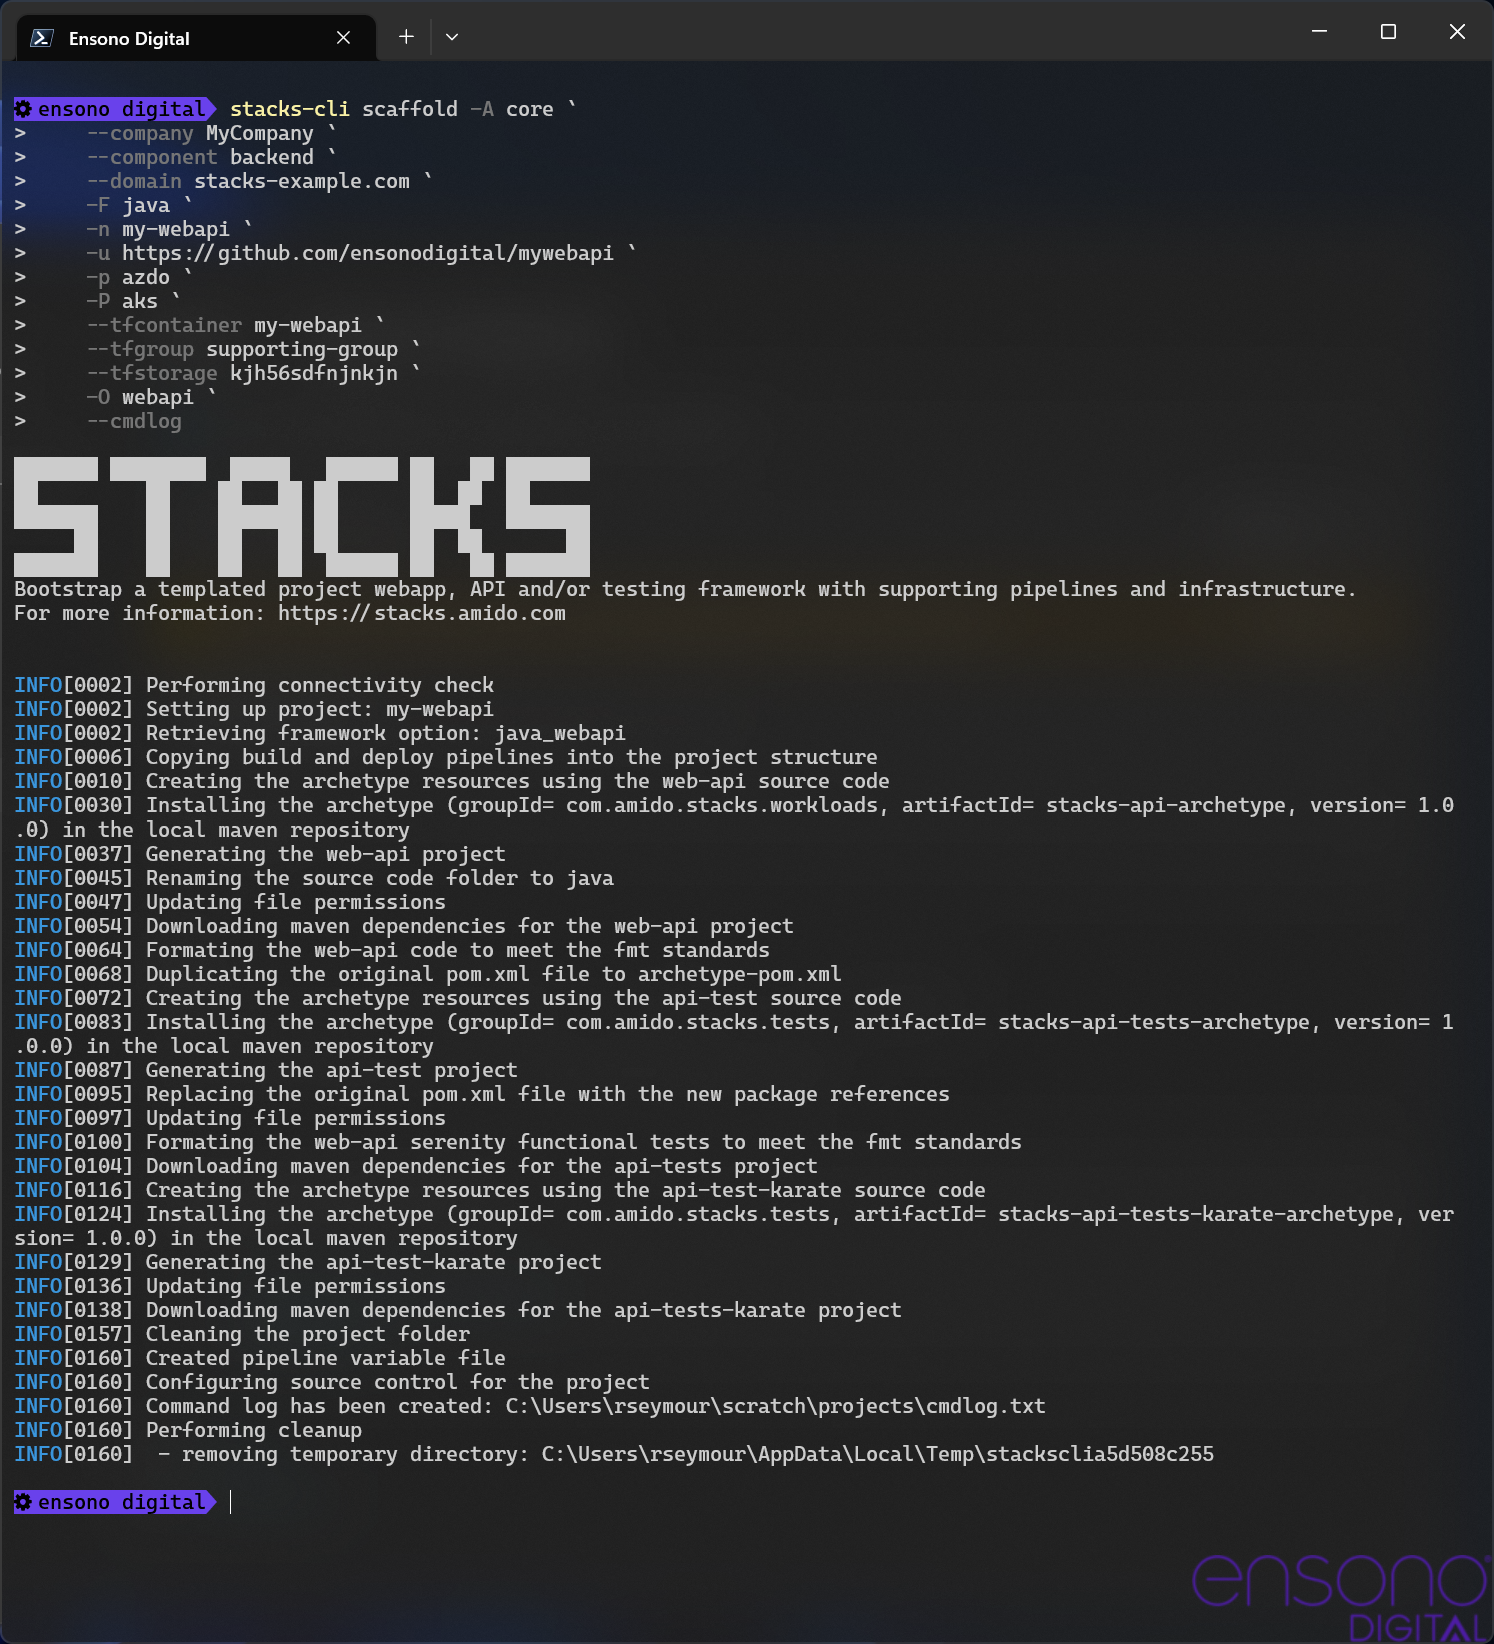 Ensono Digital
ensono digital stacks-cli scaffold -A core `
>     --company MyCompany `
>     --component backend `
>     --domain stacks-example.com `
>     -F java `
>     -n my-webapi `
>     -u https://github.com/ensonodigital/mywebapi `
>     -p azdo `
>     -P aks `
>     --tfcontainer my-webapi `
>     --tfgroup supporting-group `
>     --tfstorage kjh56sdfnjnkjn `
>     -O webapi `
>     --cmdlog
STACKS
Bootstrap a templated project webapp, API and/or testing framework with supporting pipelines and infrastructure.
For more information: https://stacks.amido.com
INFO[0002] Performing connectivity check
INFO[0002] Setting up project: my-webapi
INFO[0002] Retrieving framework option: java_webapi
INFO[0006] Copying build and deploy pipelines into the project structure
INFO[0010] Creating the archetype resources using the web-api source code
INFO[0030] Installing the archetype (groupId= com.amido.stacks.workloads, artifactId= stacks-api-archetype, version= 1.0
.0) in the local maven repository
INFO[0037] Generating the web-api project
INFO[0045] Renaming the source code folder to java
INFO[0047] Updating file permissions
INFO[0054] Downloading maven dependencies for the web-api project
INFO[0064] Formating the web-api code to meet the fmt standards
INFO[0068] Duplicating the original pom.xml file to archetype-pom.xml
INFO[0072] Creating the archetype resources using the api-test source code
INFO[0083] Installing the archetype (groupId= com.amido.stacks.tests, artifactId= stacks-api-tests-archetype, version= 1
.0.0) in the local maven repository
INFO[0087] Generating the api-test project
INFO[0095] Replacing the original pom.xml file with the new package references
INFO[0097] Updating file permissions
INFO[0100] Formating the web-api serenity functional tests to meet the fmt standards
INFO[0104] Downloading maven dependencies for the api-tests project
INFO[0116] Creating the archetype resources using the api-test-karate source code
INFO[0124] Installing the archetype (groupId= com.amido.stacks.tests, artifactId= stacks-api-tests-karate-archetype, ver
sion= 1.0.0) in the local maven repository
INFO[0129] Generating the api-test-karate project
INFO[0136] Updating file permissions
INFO[0138] Downloading maven dependencies for the api-tests-karate project
INFO[0157] Cleaning the project folder
INFO[0160] Created pipeline variable file
INFO[0160] Configuring source control for the project
INFO[0160] Command log has been created: C:\Users\rseymour\scratch\projects\cmdlog.txt
INFO[0160] Performing cleanup
INFO[0160]  - removing temporary directory: C:\Users\rseymour\AppData\Local\Temp\stacksclia5d508c255
ensono digital
ensono
DIGITAL